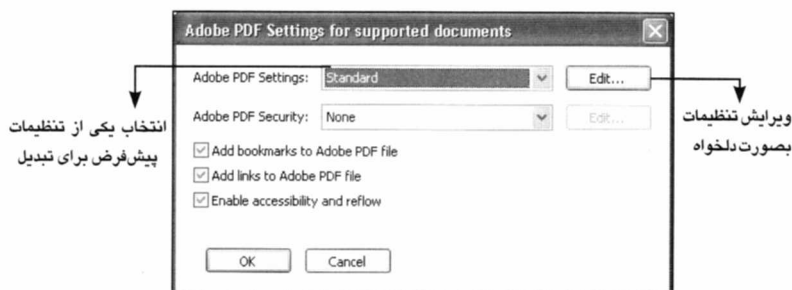 Adobe PDF Settings for supported documents
Adobe PDF Settings: Standard Edit...
Adobe PDF Security: None Edit...
Add bookmarks to Adobe PDF file
Add links to Adobe PDF file
Enable accessibility and reflow
OK Cancel
انتخاب یکی از تنظیمات
پیش‌فرض برای تبدیل
ویرایش تنظیمات
بصورت دلخواه